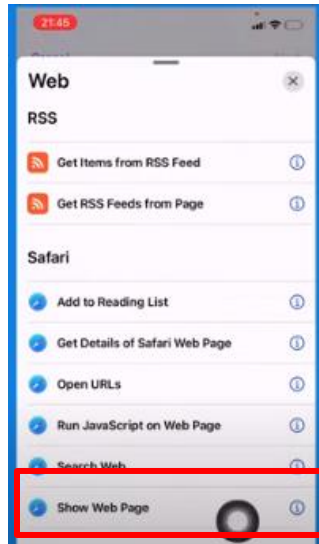 21:45
Web
RSS
Get Items from RSS Feed
Get RSS Feeds from Page
Safari
Add to Reading List
Get Details of Safari Web Page
Open URLs
Run JavaScript on Web Page
Search Web
Show Web Page